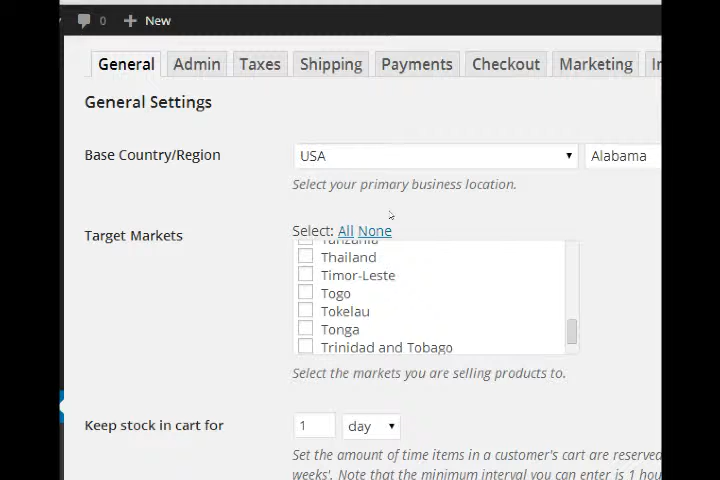 0 New
General Admin Taxes Shipping Payments Checkout Marketing
General Settings
Base Country/Region USA Alabama
Select your primary business location.
Target Markets Select: All None
Tanzania
Thailand
Timor-Leste
Togo
Tokelau
Tonga
Trinidad and Tobago
Select the markets you are selling products to.
Keep stock in cart for 1 day
Set the amount of time items in a customer's cart are reserved
weeks'. Note that the minimum interval you can enter is 1 hou